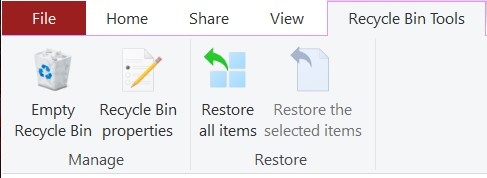 File Home Share View Recycle Bin Tools
Empty Recycle Bin
Recycle Bin properties
Restore all items
Restore the selected items
Manage Restore